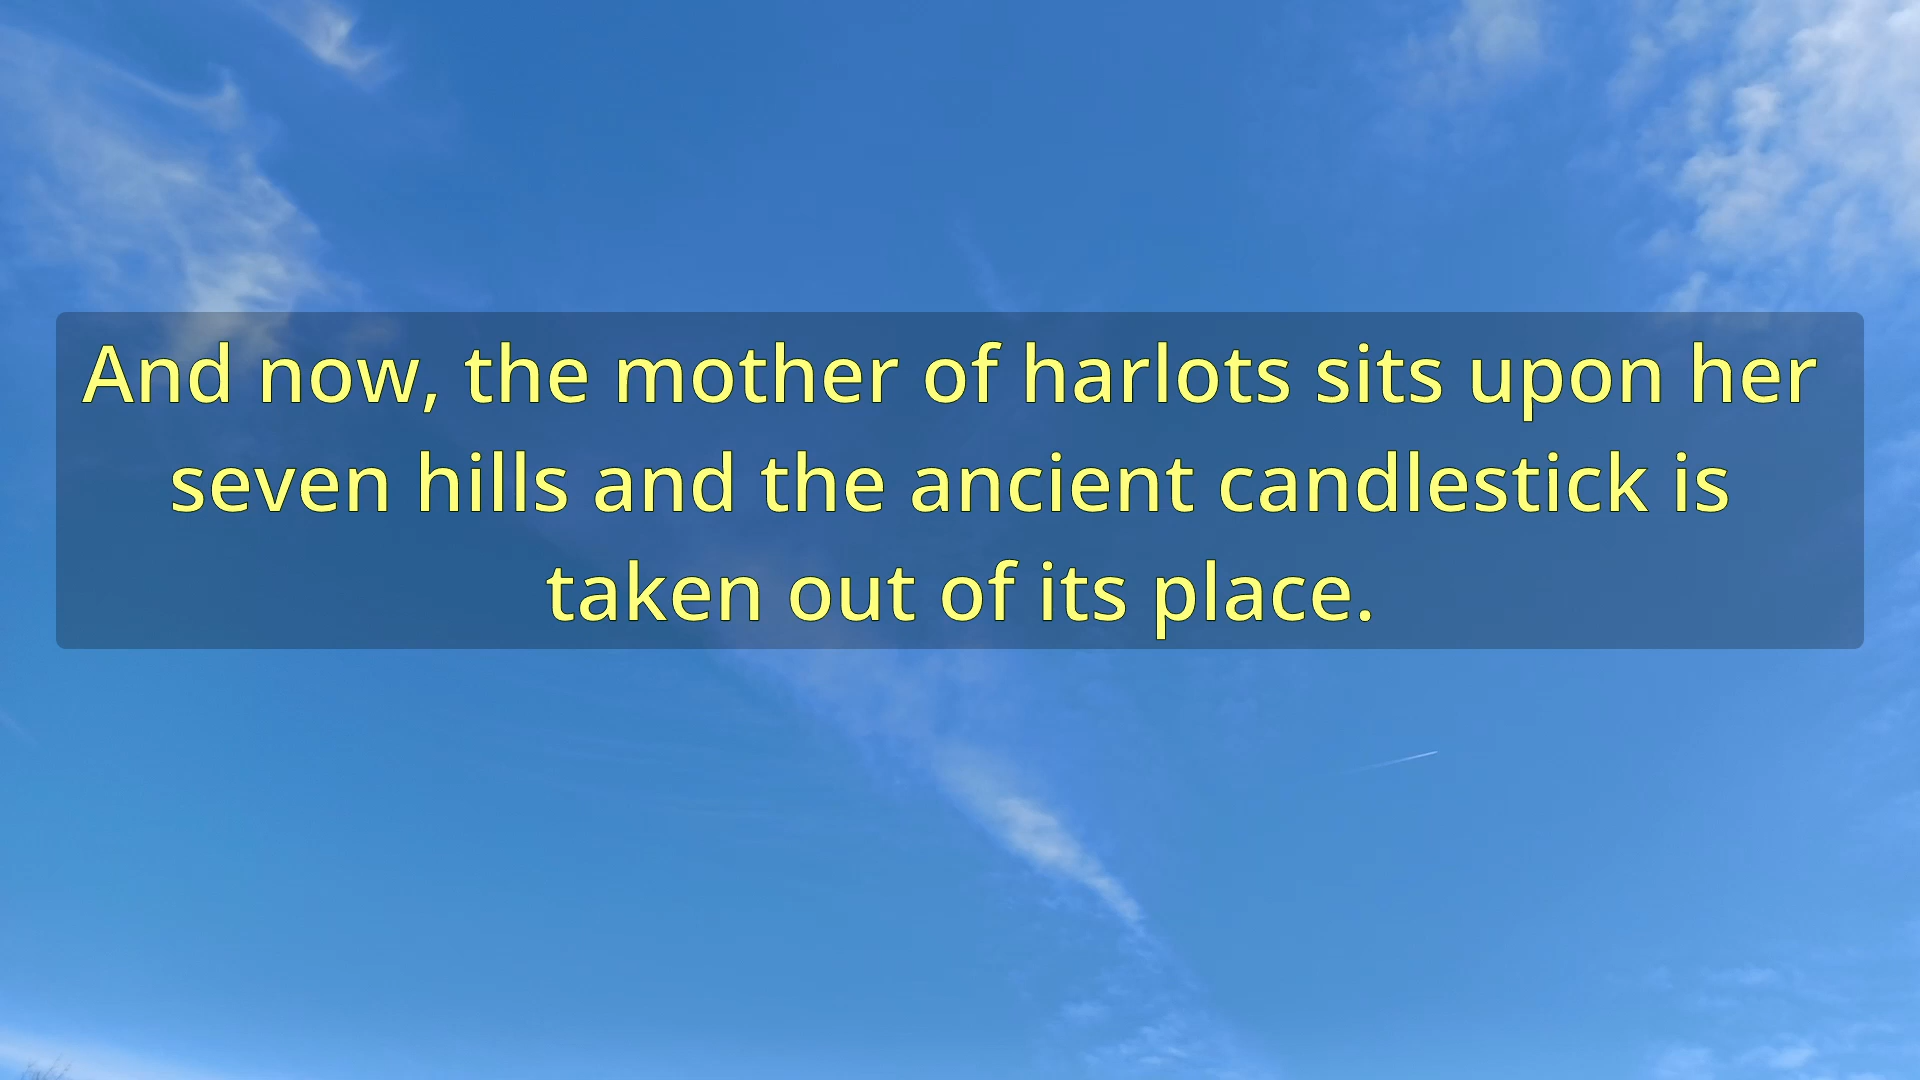 And now, the mother of harlots sits upon her
seven hills and the ancient candlestick is
taken out of its place.